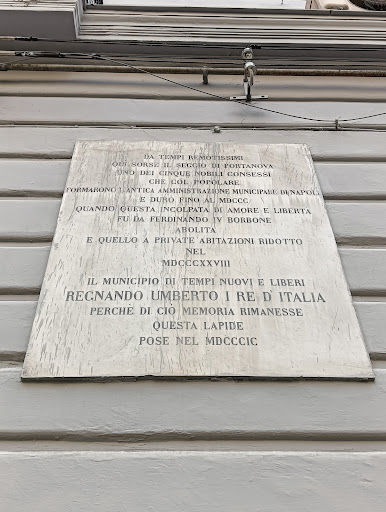 DA TEMPI REMOTISSIMI
QUI SORSE IL SEGGIO DI PORTANOVA
UNO DEI CINQUE NOBILI CONSESSI
CHE COL POPOLARE
FORMARONO L'ANTICA AMMINISTRAZIONE MUNICIPALE DI NAPOLI
E DURO FINO AL MDCCC
QUANDO QUESTA INCOLPATA DI AMORE E LIBERTA
FU DA FERDINANDO IV BORBONE
ABOLITA
E QUELLO A PRIVATE ABITAZIONI RIDOTTO
NEL
MDCCCXXVIII
IL MUNICIPIO DI TEMPI NUOVI E LIBERI
REGNANDO UMBERTO I RE D'ITALIA
PERCHÈ DI CIÒ MEMORIA RIMANESSE
QUESTA LAPIDE
POSE NEL MDCCCIC